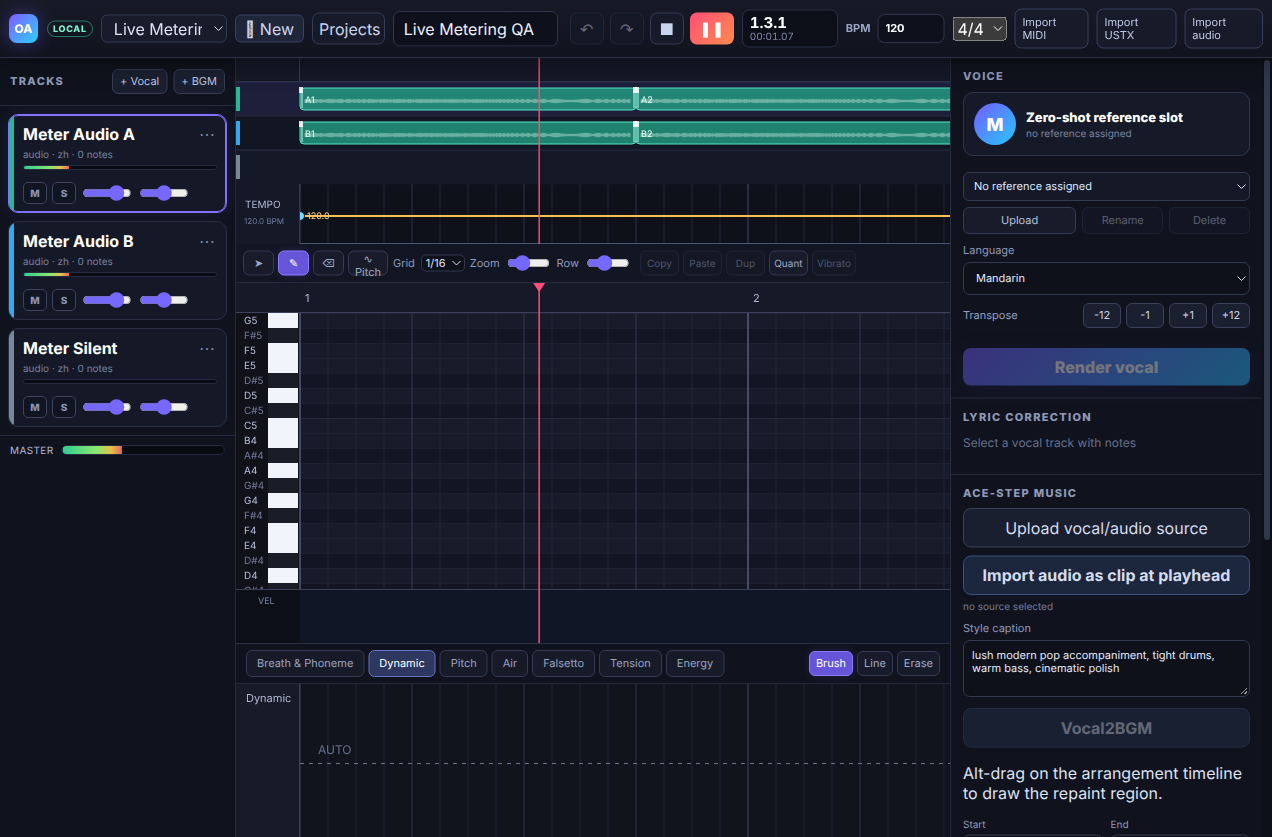 OA
LOCAL
Live Meterir
New
Projects
Live Metering QA
1.3.1
00:01.07
BPM
120
4/4
Import MIDI
Import USTX
Import audio
TRACKS
+ Vocal
+ BGM
Meter Audio A
...
audio · zh · 0 notes
M
S
Meter Audio B
...
audio · zh · 0 notes
M
S
Meter Silent
...
audio · zh · 0 notes
M
S
MASTER
A1
A2
B1
B2
TEMPO
120.0 BPM
120.0
Pitch
Grid
1/16
Zoom
Row
Copy
Paste
Dup
Quant
Vibrato
1
2
G5
F#5
F5
E5
D#5
D5
C#5
C5
B4
A#4
A4
G#4
G4
F#4
F4
E4
D#4
D4
VEL
Breath & Phoneme
Dynamic
Pitch
Air
Falsetto
Tension
Energy
Brush
Line
Erase
Dynamic
AUTO
VOICE
M
Zero-shot reference slot
no reference assigned
No reference assigned
Upload
Rename
Delete
Language
Mandarin
Transpose
-12
-1
+1
+12
Render vocal
LYRIC CORRECTION
Select a vocal track with notes
ACE-STEP MUSIC
Upload vocal/audio source
Import audio as clip at playhead
no source selected
Style caption
lush modern pop accompaniment, tight drums,
warm bass, cinematic polish
Vocal2BGM
Alt-drag on the arrangement timeline
to draw the repaint region.
Start
End